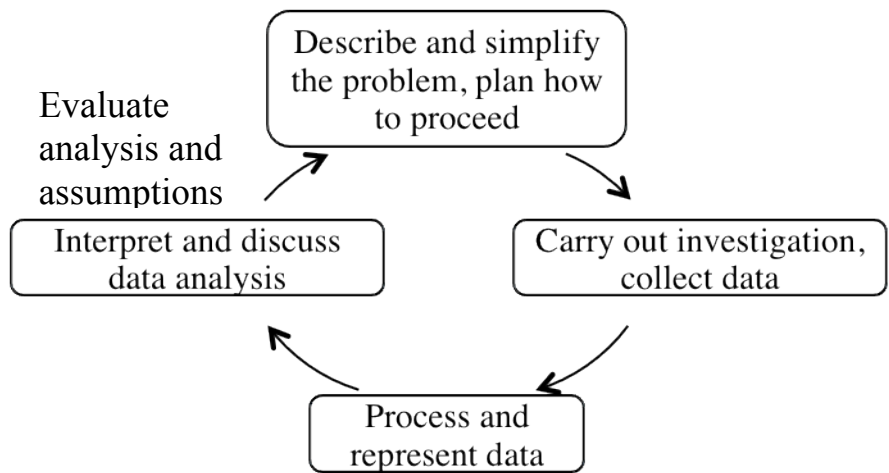 Describe and simplify
the problem, plan how
to proceed
Evaluate
analysis and
assumptions
Interpret and discuss
data analysis
Carry out investigation,
collect data
Process and
represent data